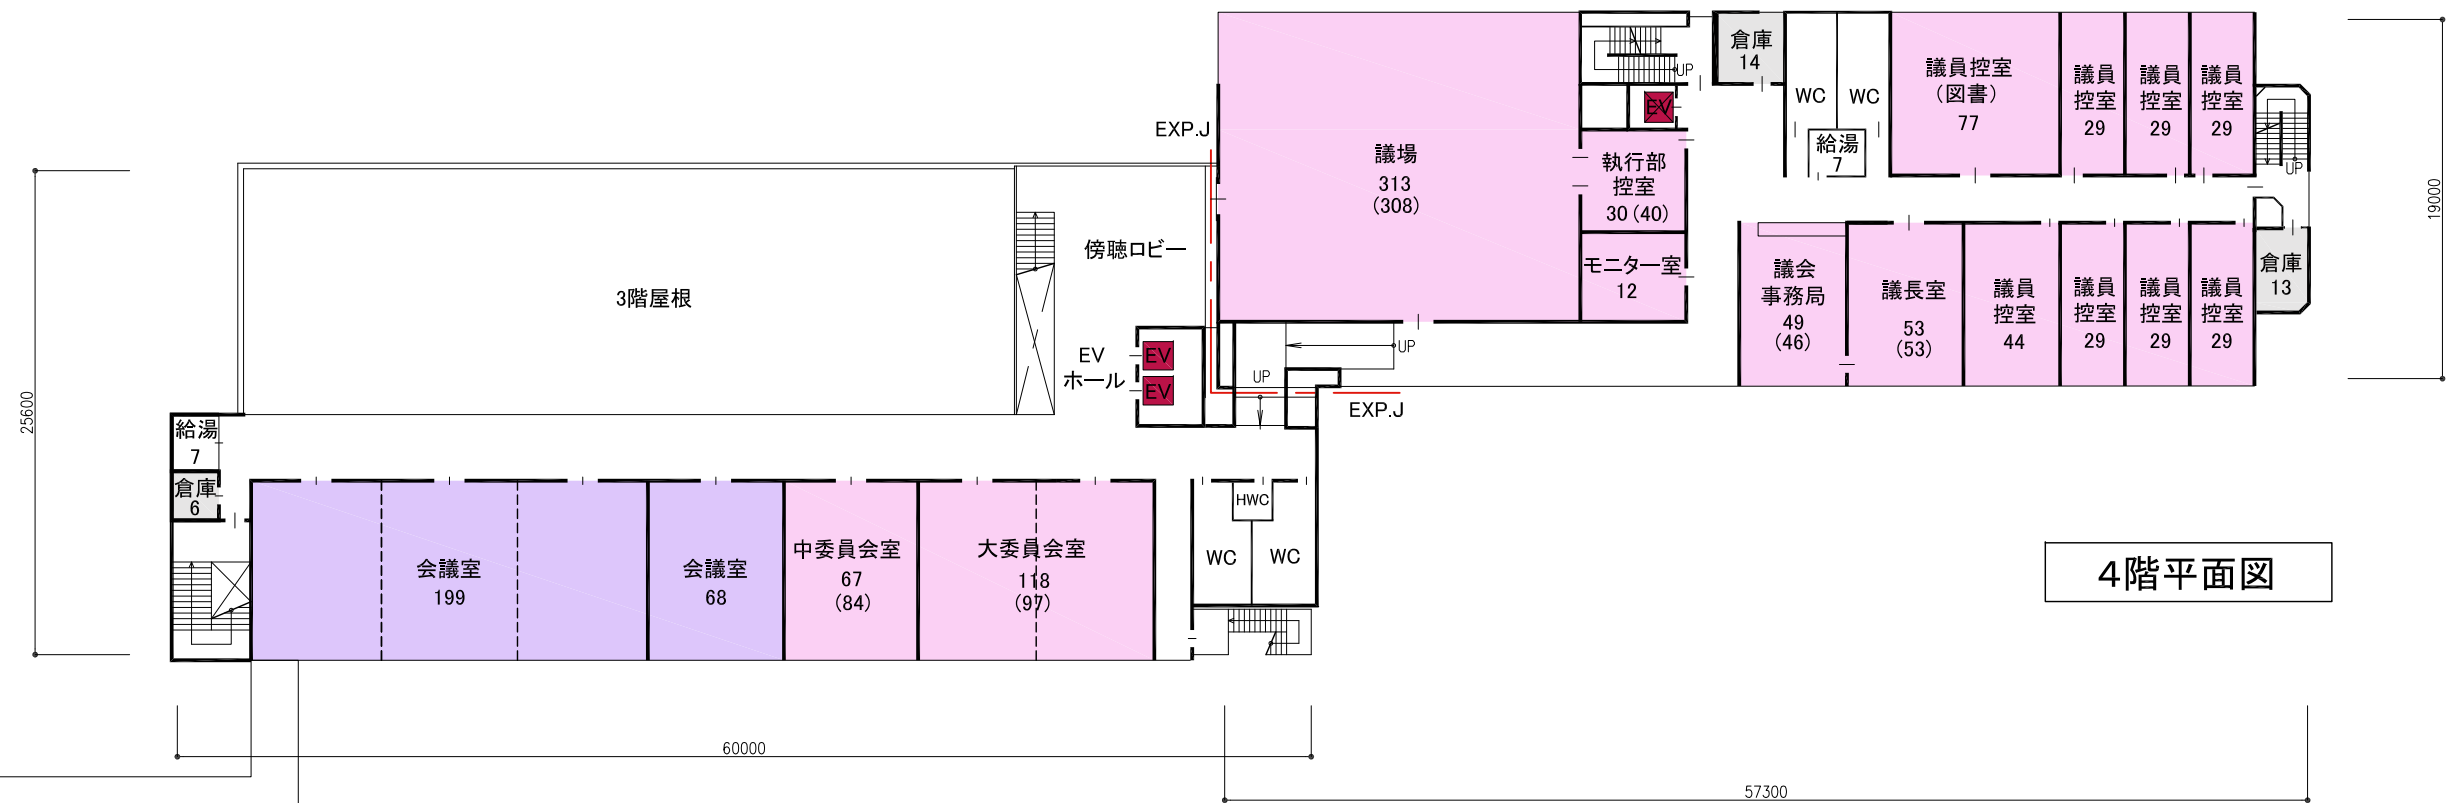 EXP.J
議場
313
(308)
執行部
控室
30(40)
モニター室
12
UP
EV
倉庫
14
WC
WC
給湯
7
議員控室
(図書)
77
議員
控室
29
議員
控室
29
議員
控室
29
UP
19000
議会
事務局
49
(46)
議長室
53
(53)
議員
控室
44
議員
控室
29
議員
控室
29
議員
控室
29
倉庫
13
3階屋根
傍聴ロビー
EV
ホール
EV
EV
UP
UP
EXP.J
25600
給湯
7
倉庫
6
会議室
199
会議室
68
中委員会室
67
(84)
大委員会室
118
(97)
HWC
WC
WC
4階平面図
60000
57300